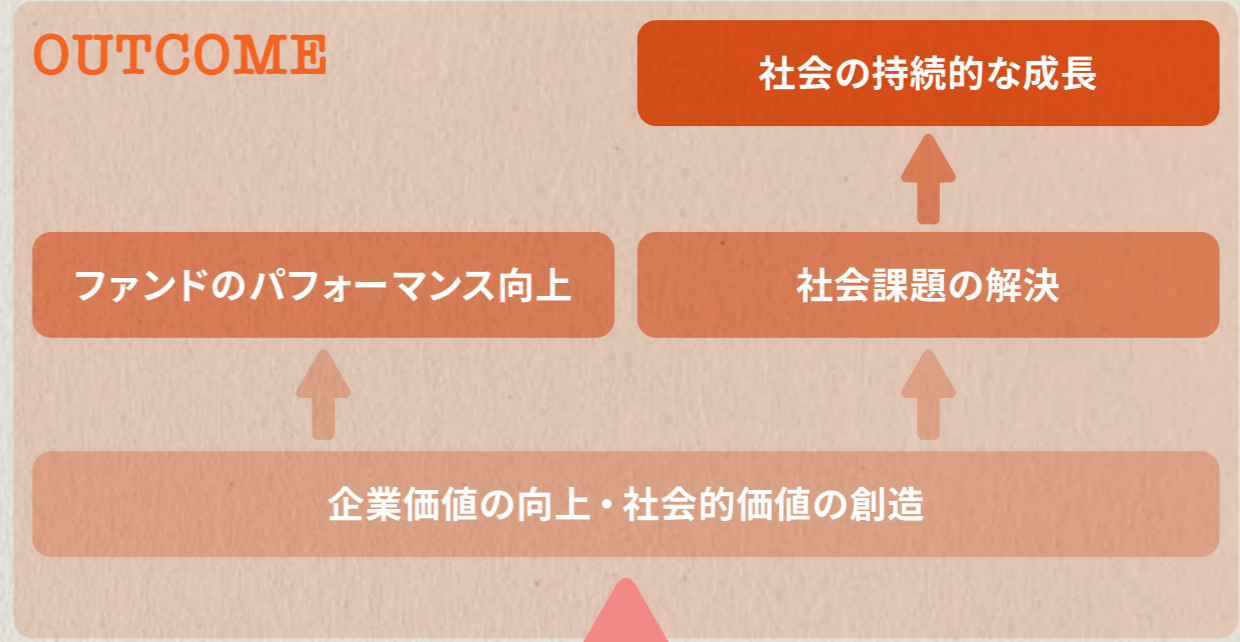 OUTCOME
社会の持続的な成長
ファンドのパフォーマンス向上
社会課題の解決
企業価値の向上・社会的価値の創造